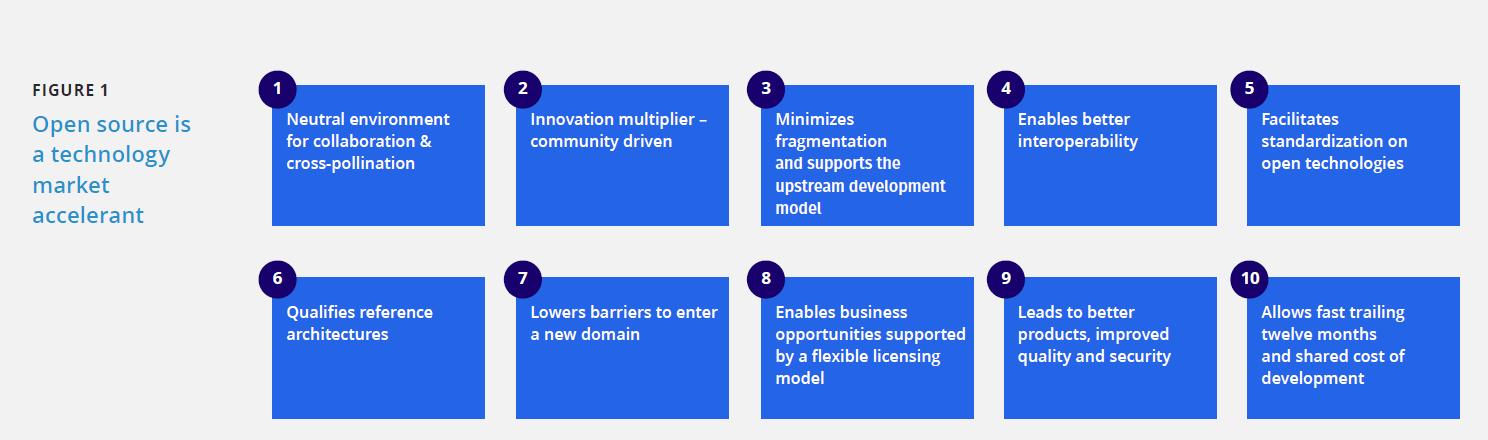 FIGURE 1
Open source is
a technology
market
accelerant
1
Neutral environment
for collaboration &
cross-pollination
2
Innovation multiplier –
community driven
3
Minimizes
fragmentation
and supports the
upstream development
model
4
Enables better
interoperability
5
Facilitates
standardization on
open technologies
6
Qualifies reference
architectures
7
Lowers barriers to enter
a new domain
8
Enables business
opportunities supported
by a flexible licensing
model
9
Leads to better
products, improved
quality and security
10
Allows fast trailing
twelve months
and shared cost of
development